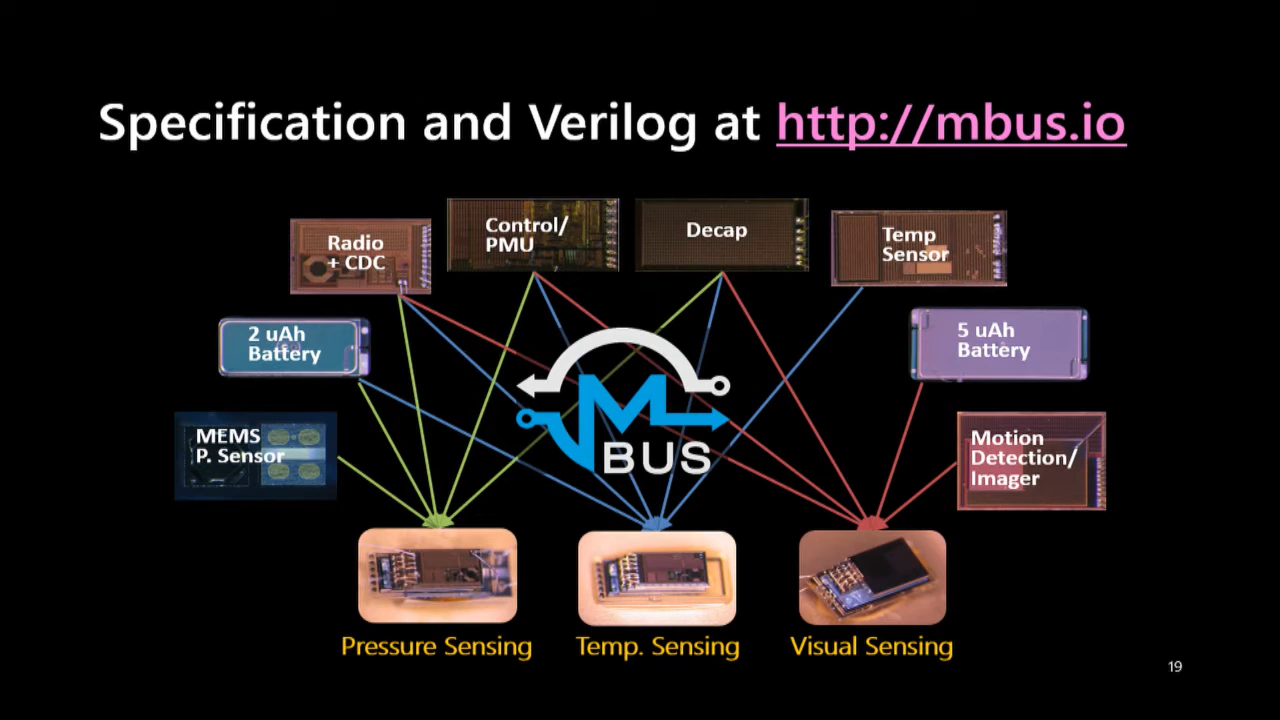 Specification and Verilog at http://mbus.io
Radio
+ CDC
Control/
PMU
Decap
Temp
Sensor
2 uAh
Battery
5 uAh
Battery
MEMS
P. Sensor
Motion
Detection/
Imager
M
BUS
Pressure Sensing
Temp. Sensing
Visual Sensing
19